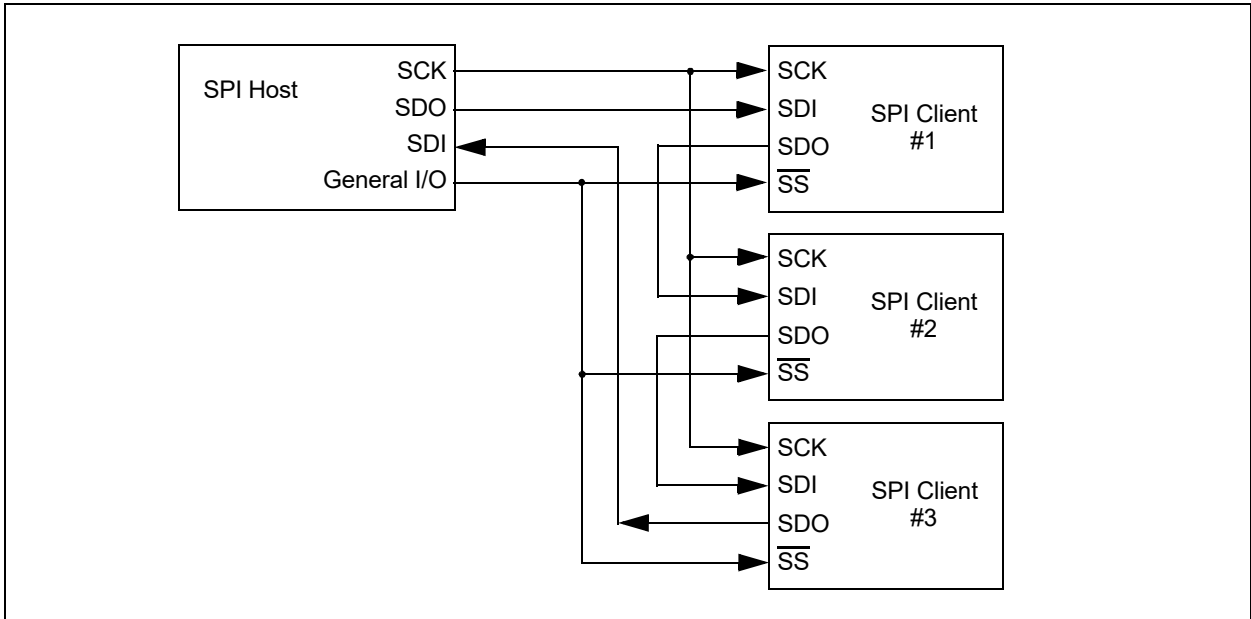 SPI Host
SCK
SDO
SDI
General I/O
SCK
SDI
SDO
SS
SPI Client
#1
SCK
SDI
SDO
SS
SPI Client
#2
SCK
SDI
SDO
SS
SPI Client
#3